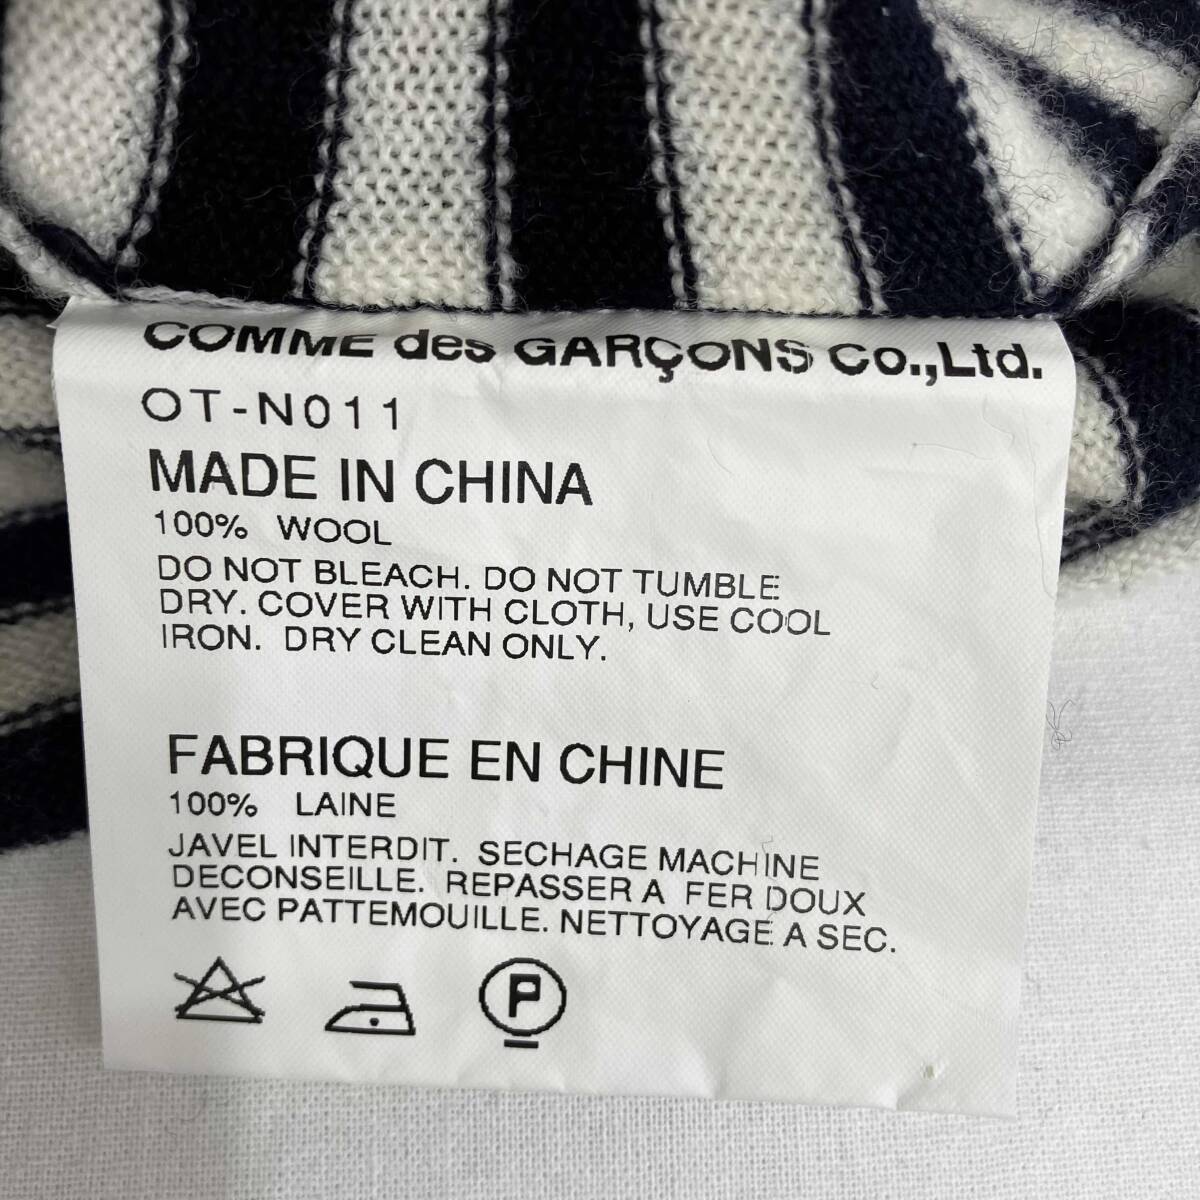 COMME des GARÇONS Co.,Ltd.
OT-N011
MADE IN CHINA
100% WOOL
DO NOT BLEACH. DO NOT TUMBLE
DRY. COVER WITH CLOTH, USE COOL
IRON. DRY CLEAN ONLY.
FABRIQUE EN CHINE
100% LAINE
JAVEL INTERDIT. SECHAGE MACHINE
DECONSEILLE. REPASSER A FER DOUX
AVEC PATTEMOUILLE. NETTOYAGE A SEC.
P